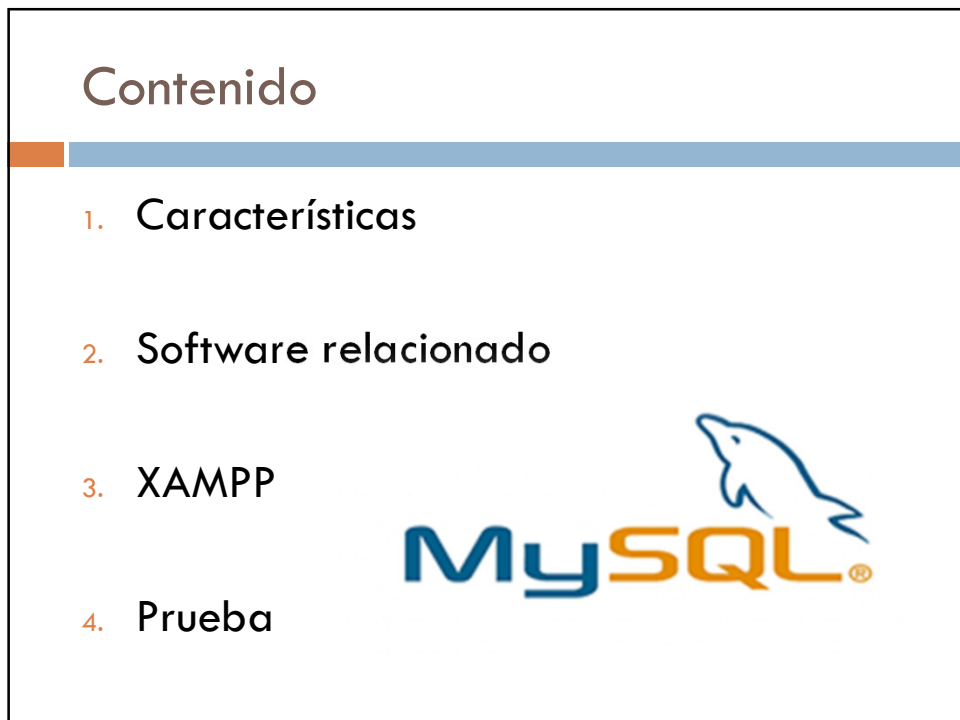 Contenido
1. Características
2. Software relacionado
3. XAMPP
MySQL®
4. Prueba